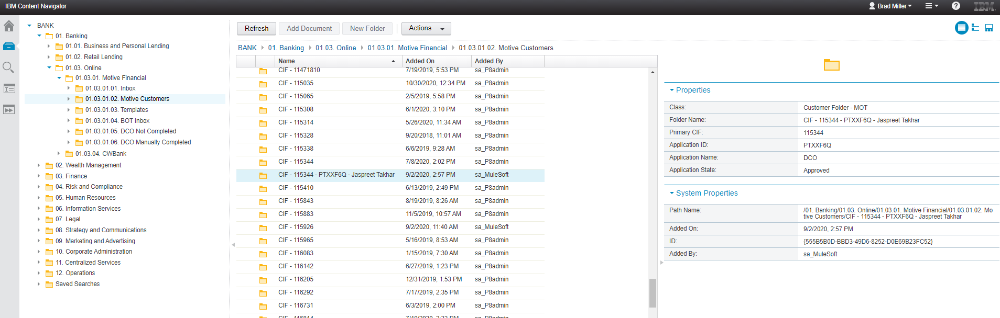 IBM Content Navigator
Brad Miller
?
IBM.
BANK
01. Banking
01.01. Business and Personal Lending
01.02. Retail Lending
01.03. Online
01.03.01. Motive Financial
01.03.01.01. Inbox
01.03.01.02. Motive Customers
01.03.01.03. Templates
01.03.01.04. BOT Inbox
01.03.01.05. DCO Not Completed
01.03.01.06. DCO Manually Completed
01.03.04. CWBank
02. Wealth Management
03. Finance
04. Risk and Compliance
05. Human Resources
06. Information Services
07. Legal
08. Strategy and Communications
09. Marketing and Advertising
10. Corporate Administration
11. Centralized Services
12. Operations
Saved Searches
Refresh Add Document New Folder Actions
BANK 01. Banking 01.03. Online 01.03.01. Motive Financial 01.03.01.02. Motive Customers
Name Added On Added By
CIF - 11471810 7/19/2019, 5:53 PM sa_P8admin
CIF - 115035 10/30/2020, 12:34 PM sa_P8admin
CIF - 115065 2/5/2019, 5:58 PM sa_P8admin
CIF - 115308 6/1/2020, 3:10 PM sa_P8admin
CIF - 115314 5/26/2020, 11:34 AM sa_P8admin
CIF - 115328 9/20/2018, 11:01 AM sa_P8admin
CIF - 115338 6/6/2019, 9:28 AM sa_P8admin
CIF - 115344 7/8/2020, 2:02 PM sa_P8admin
CIF - 115344 - PTXXF6Q - Jaspreet Takhar 9/2/2020, 2:57 PM sa_MuleSoft
CIF - 115410 6/13/2019, 2:49 PM sa_P8admin
CIF - 115843 8/19/2019, 8:26 AM sa_P8admin
CIF - 115883 11/5/2019, 10:57 AM sa_P8admin
CIF - 115926 9/2/2020, 11:40 AM sa_MuleSoft
CIF - 115965 5/16/2019, 8:53 AM sa_P8admin
CIF - 116083 1/15/2019, 7:30 AM sa_P8admin
CIF - 116142 6/27/2019, 1:23 PM sa_P8admin
CIF - 116205 12/31/2019, 1:53 PM sa_P8admin
CIF - 116292 7/17/2019, 2:35 PM sa_P8admin
CIF - 116731 6/3/2019, 2:00 PM sa_P8admin
Properties
Class: Customer Folder - MOT
Folder Name: CIF - 115344 - PTXXF6Q - Jaspreet Takhar
Primary CIF: 115344
Application ID: PTXXF6Q
Application Name: DCO
Application State: Approved
System Properties
Path Name: /01. Banking/01.03. Online/01.03.01. Motive Financial/01.03.01.02. Mo
tive Customers/CIF - 115344 - PTXXF6Q - Jaspreet Takhar
Added On: 9/2/2020, 2:57 PM
ID: {555B5B0D-BBD3-49D6-8252-D0E69B23FC52}
Added By: sa_MuleSoft